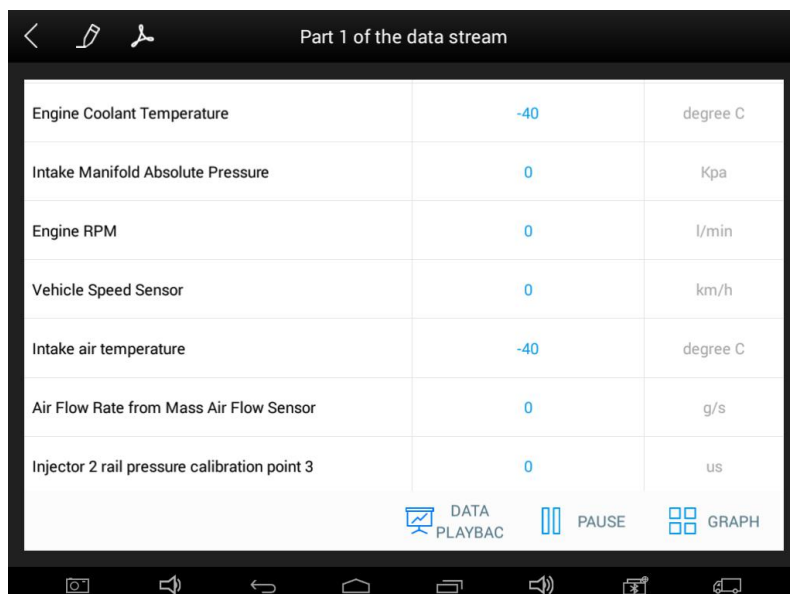 Part 1 of the data stream
Engine Coolant Temperature -40 degree C
Intake Manifold Absolute Pressure 0 Kpa
Engine RPM 0 l/min
Vehicle Speed Sensor 0 km/h
Intake air temperature -40 degree C
Air Flow Rate from Mass Air Flow Sensor 0 g/s
Injector 2 rail pressure calibration point 3 0 us
DATA
PLAYBAC PAUSE GRAPH